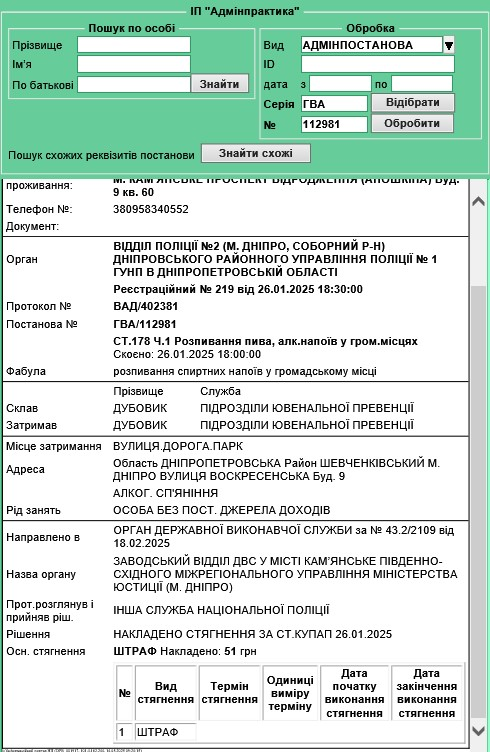 ІП "Адмінпрактика"
Пошук по особі
Прізвище
Ім'я
По батькові
Знайти
Обробка
Вид АДМІНПОСТАНОВА
ID
дата з по
Серія ГВА Відібрати
№ 112981 Обробити
Пошук схожих реквізитів постанови Знайти схожі
проживання: М. КАМ'ЯНСЬКЕ ПРОСПЕКТ ВІДРОДЖЕННЯ (АНОШКІНА) Буд.
9 кв. 60
Телефон №: 380958340552
Документ:
Орган ВІДДІЛ ПОЛІЦІЇ №2 (М. ДНІПРО, СОБОРНИЙ Р-Н)
ДНІПРОВСЬКОГО РАЙОННОГО УПРАВЛІННЯ ПОЛІЦІЇ № 1
ГУНП В ДНІПРОПЕТРОВСЬКІЙ ОБЛАСТІ
Реєстраційний № 219 від 26.01.2025 18:30:00
Протокол № ВАД/402381
Постанова № ГВА/112981
СТ.178 Ч.1 Розпивання пива, алк.напоїв у гром.місцях
Скоєно: 26.01.2025 18:00:00
Фабула розпивання спиртних напоїв у громадському місці
Прізвище Служба
Склав ДУБОВИК ПІДРОЗДІЛИ ЮВЕНАЛЬНОЇ ПРЕВЕНЦІЇ
Затримав ДУБОВИК ПІДРОЗДІЛИ ЮВЕНАЛЬНОЇ ПРЕВЕНЦІЇ
Місце затримання ВУЛИЦЯ.ДОРОГА.ПАРК
Адреса Область ДНІПРОПЕТРОВСЬКА Район ШЕВЧЕНКІВСЬКИЙ М.
ДНІПРО ВУЛИЦЯ ВОСКРЕСЕНСЬКА Буд. 9
АЛКОГ. СП'ЯНІННЯ
Рід занять ОСОБА БЕЗ ПОСТ. ДЖЕРЕЛА ДОХОДІВ
Направлено в ОРГАН ДЕРЖАВНОЇ ВИКОНАВЧОЇ СЛУЖБИ за № 43.2/2109 від
18.02.2025
Назва органу ЗАВОДСЬКИЙ ВІДДІЛ ДВС У МІСТІ КАМ'ЯНСЬКЕ ПІВДЕННО-
СХІДНОГО МІЖРЕГІОНАЛЬНОГО УПРАВЛІННЯ МІНІСТЕРСТВА
ЮСТИЦІЇ (М. ДНІПРО)
Прот.розглянув і
прийняв ріш. ІНША СЛУЖБА НАЦІОНАЛЬНОЇ ПОЛІЦІЇ
Рішення НАКЛАДЕНО СТЯГНЕННЯ ЗА СТ.КУПАП 26.01.2025
Осн. стягнення ШТРАФ Накладено: 51 грн
№ Вид стягнення Термін стягнення Одиниці виміру терміну Дата початку виконання стягнення Дата закінчення виконання стягнення
1 ШТРАФ